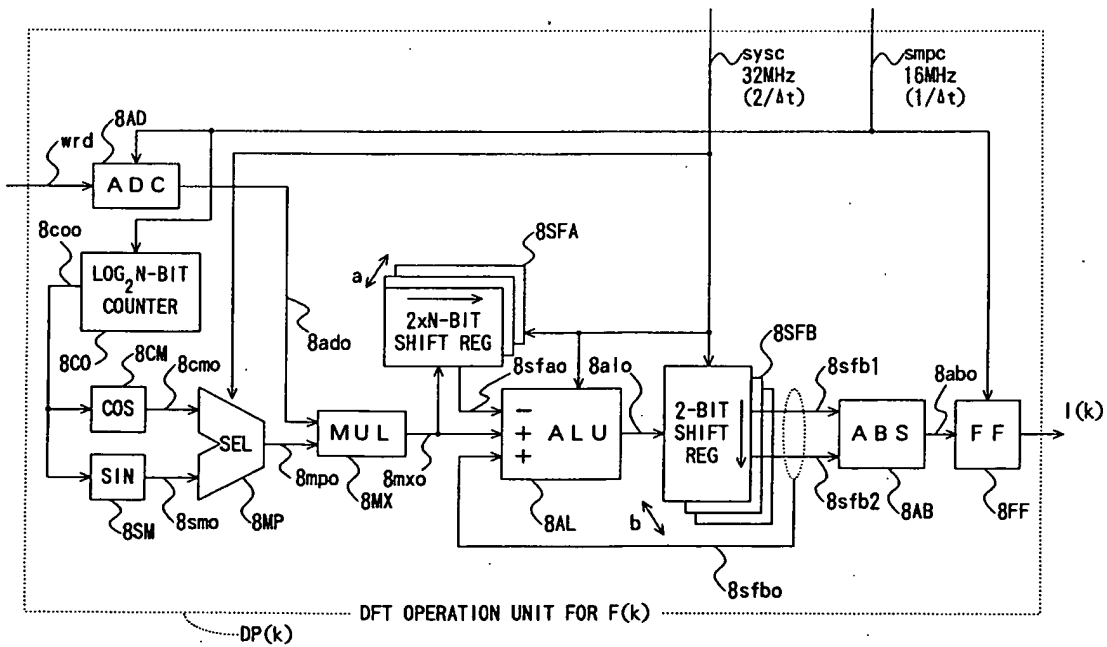 sysc
32MHz
(2/Δt)
smpc
16MHz
(1/Δt)
8AD
wrd
ADC
8coo
8SFA
a
LOG2N-BIT
COUNTER
2xN-BIT
SHIFT REG
8CO
8CM
8cmo
8ado
8sfao
8alo
8SFB
8sfb1
8abo
I(k)
COS
SEL
MUL
−
+
+
ALU
2-BIT
SHIFT
REG
ABS
FF
SIN
8mpo
8mxo
8MX
8SM
8smo
8MP
8AL
b
8sfb2
8AB
8FF
8sfbo
DFT OPERATION UNIT FOR F(k)
DP(k)